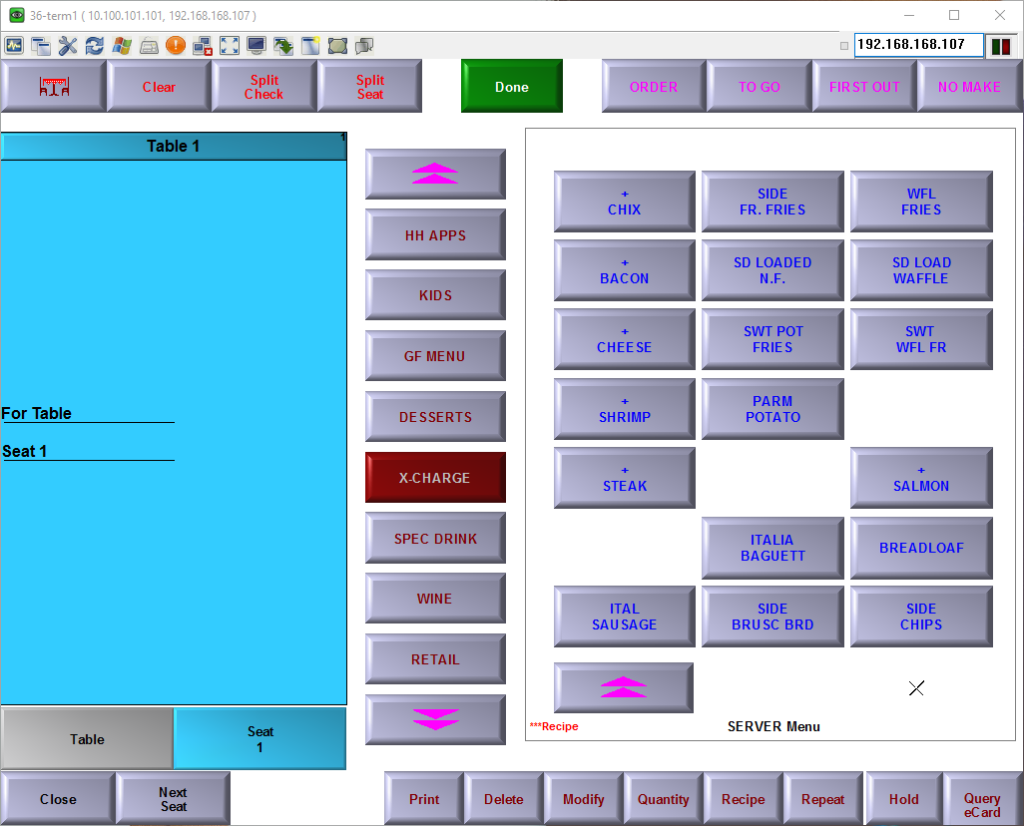 36-term1 ( 10.100.101.101, 192.168.168.107 )
192.168.168.107
Clear
Split
Check
Split
Seat
Done
ORDER
TO GO
FIRST OUT
NO MAKE
Table 1
1
For Table
Seat 1
Table
Seat
1
HH APPS
KIDS
GF MENU
DESSERTS
X-CHARGE
SPEC DRINK
WINE
RETAIL
+
CHIX
SIDE
FR. FRIES
WFL
FRIES
+
BACON
SD LOADED
N.F.
SD LOAD
WAFFLE
+
CHEESE
SWT POT
FRIES
SWT
WFL FR
+
SHRIMP
PARM
POTATO
+
STEAK
+
SALMON
ITALIA
BAGUETT
BREADLOAF
ITAL
SAUSAGE
SIDE
BRUSC BRD
SIDE
CHIPS
***Recipe
SERVER Menu
Close
Next
Seat
Print
Delete
Modify
Quantity
Recipe
Repeat
Hold
Query
eCard